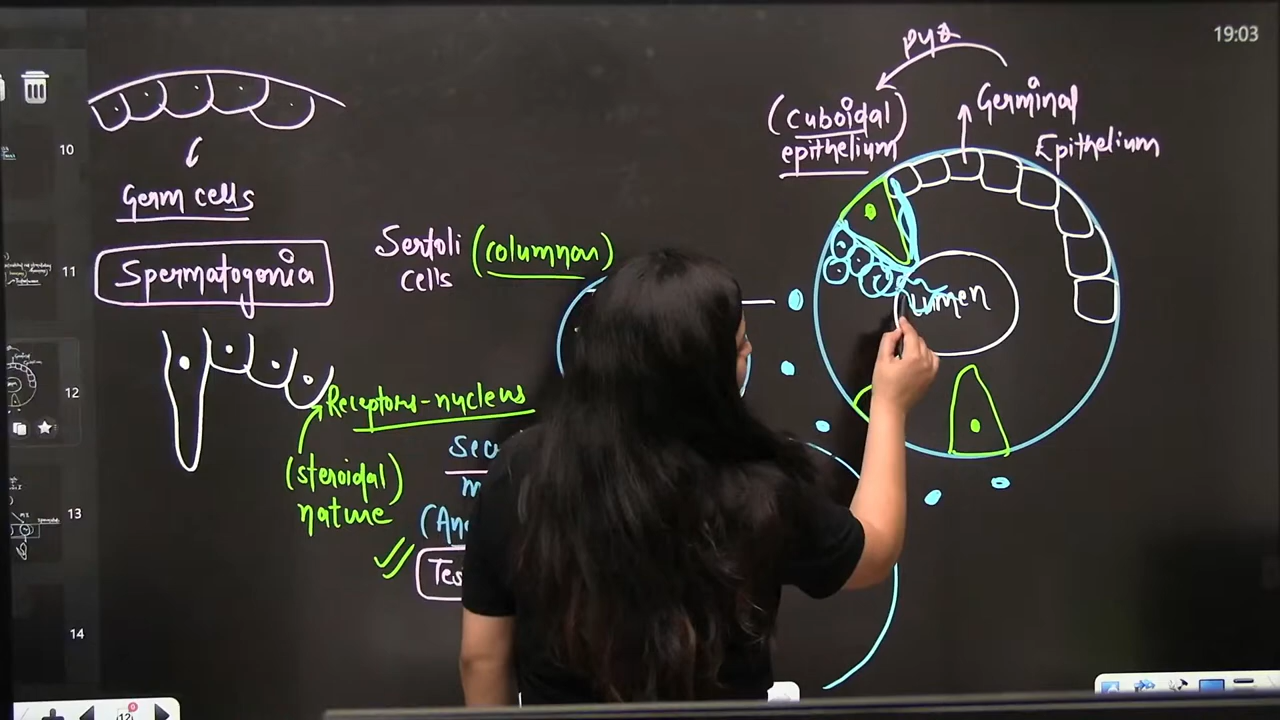 19:03
PYQ
(Cuboidal)
epithelium
Germinal
Epithelium
Germ cells
Spermatogonia
Sertoli
cells
(columnar)
Lumen
Receptors-nucleus
(steroidal)
nature
10
11
12
13
14
12